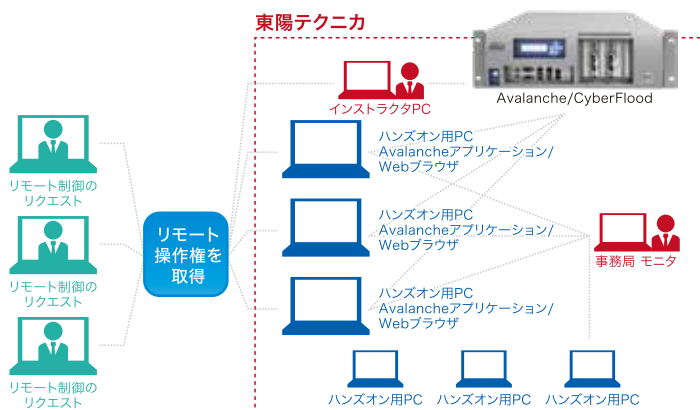 東陽テクニカ
Avalanche/CyberFlood
インストラクタPC
ハンズオン用PC
Avalancheアプリケーション/
Webブラウザ
リモート制御の
リクエスト
ハンズオン用PC
Avalancheアプリケーション/
Webブラウザ
リモート
操作権を
取得
リモート制御の
リクエスト
事務局 モニタ
ハンズオン用PC
Avalancheアプリケーション/
Webブラウザ
リモート制御の
リクエスト
ハンズオン用PC
ハンズオン用PC
ハンズオン用PC